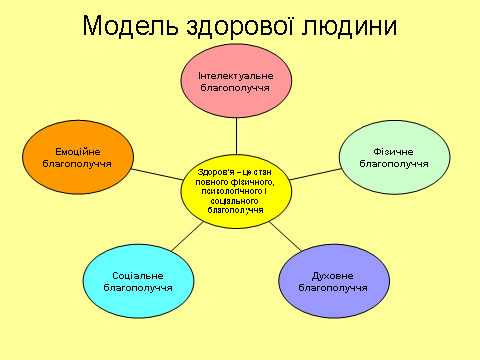 Модель здорової людини
Інтелектуальне
благополуччя
Емоційне
благополуччя
Фізичне
благополуччя
Здоров'я – це стан
повного фізичного,
психологічного і
соціального
благополуччя
Соціальне
благополуччя
Духовне
благополуччя